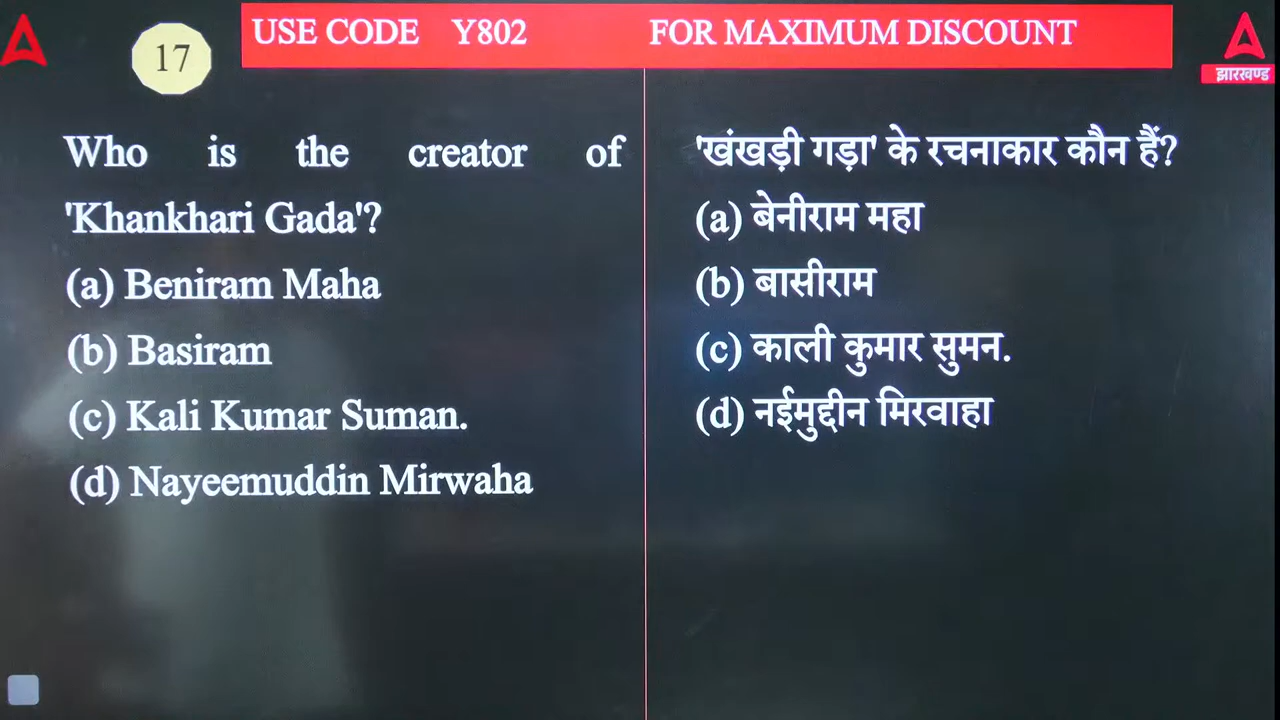 USE CODE Y802 FOR MAXIMUM DISCOUNT
17
झारखण्ड
Who is the creator of
'Khankhari Gada'?
(a) Beniram Maha
(b) Basiram
(c) Kali Kumar Suman.
(d) Nayeemuddin Mirwaha
'खंखड़ी गड़ा' के रचनाकार कौन हैं?
(a) बेनीराम महा
(b) बासीराम
(c) काली कुमार सुमन.
(d) नईमुद्दीन मिरवाहा